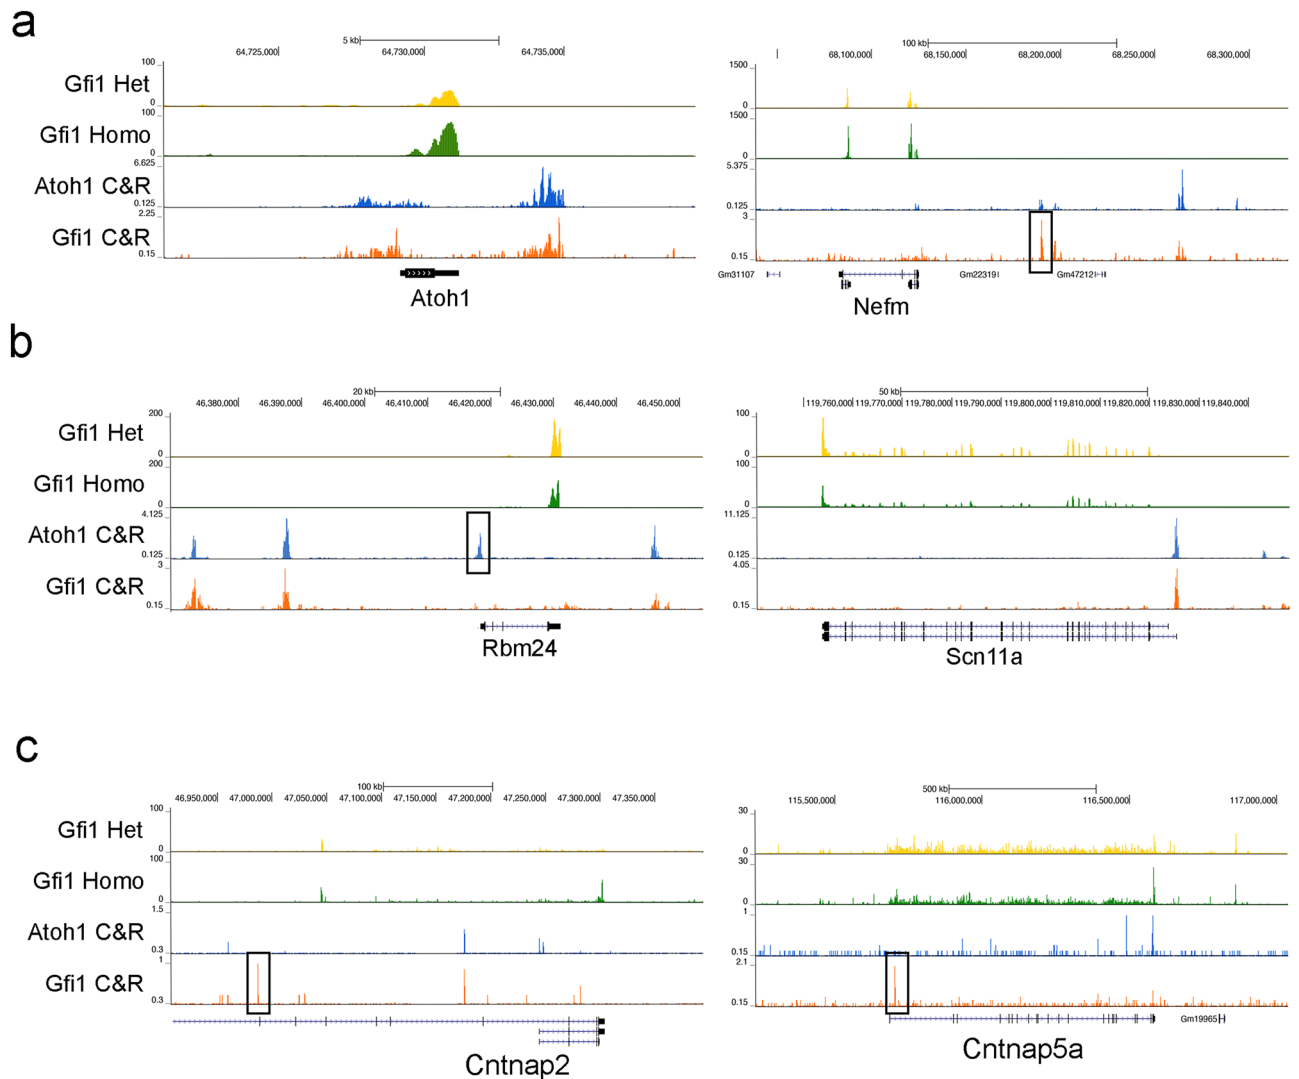 a
5 kb
64,725,000| 64,730,000| 64,735,000|
Gfi1 Het
100
0
Gfi1 Homo
100
0
Atoh1 C&R
6.625
0.125
Gfi1 C&R
2.25
0.15
Atoh1
100 kb
68,100,000| 68,150,000| 68,200,000| 68,250,000| 68,300,000|
1500
0
1500
0
5.375
0.125
3
0.15
Gm31107 Gm22319 Gm47212
Nefm
b
20 kb
46,380,000| 46,390,000| 46,400,000| 46,410,000| 46,420,000| 46,430,000| 46,440,000| 46,450,000|
Gfi1 Het
200
0
Gfi1 Homo
200
0
Atoh1 C&R
4.125
0.125
Gfi1 C&R
3
0.15
Rbm24
50 kb
119,760,000| 119,770,000| 119,780,000| 119,790,000| 119,800,000| 119,810,000| 119,820,000| 119,830,000| 119,840,000|
100
0
100
0
11.125
0.125
4.05
0.15
Scn11a
c
100 kb
46,950,000| 47,000,000| 47,050,000| 47,100,000| 47,150,000| 47,200,000| 47,250,000| 47,300,000| 47,350,000|
Gfi1 Het
100
0
Gfi1 Homo
100
0
Atoh1 C&R
1.5
0.3
Gfi1 C&R
1
0.3
Cntnap2
500 kb
115,500,000| 116,000,000| 116,500,000| 117,000,000|
30
0
30
0
1
0.15
2.1
0.15
Gm19965
Cntnap5a